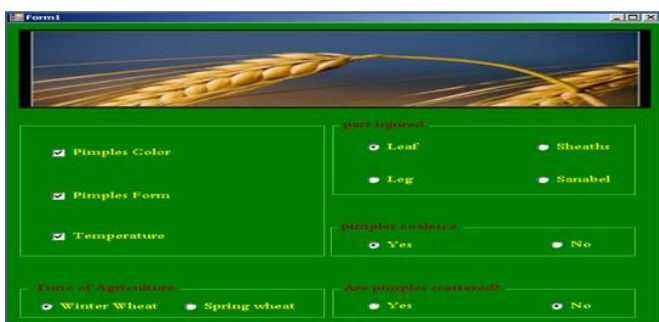 Form1
part injured
Pimples Color
Leaf
Sheaths
Pimples Form
Leg
Sanabel
pimples coalesce
Temperature
Yes
No
Time of Agriculture
Are pimples scattered?
Winter Wheat
Spring wheat
Yes
No